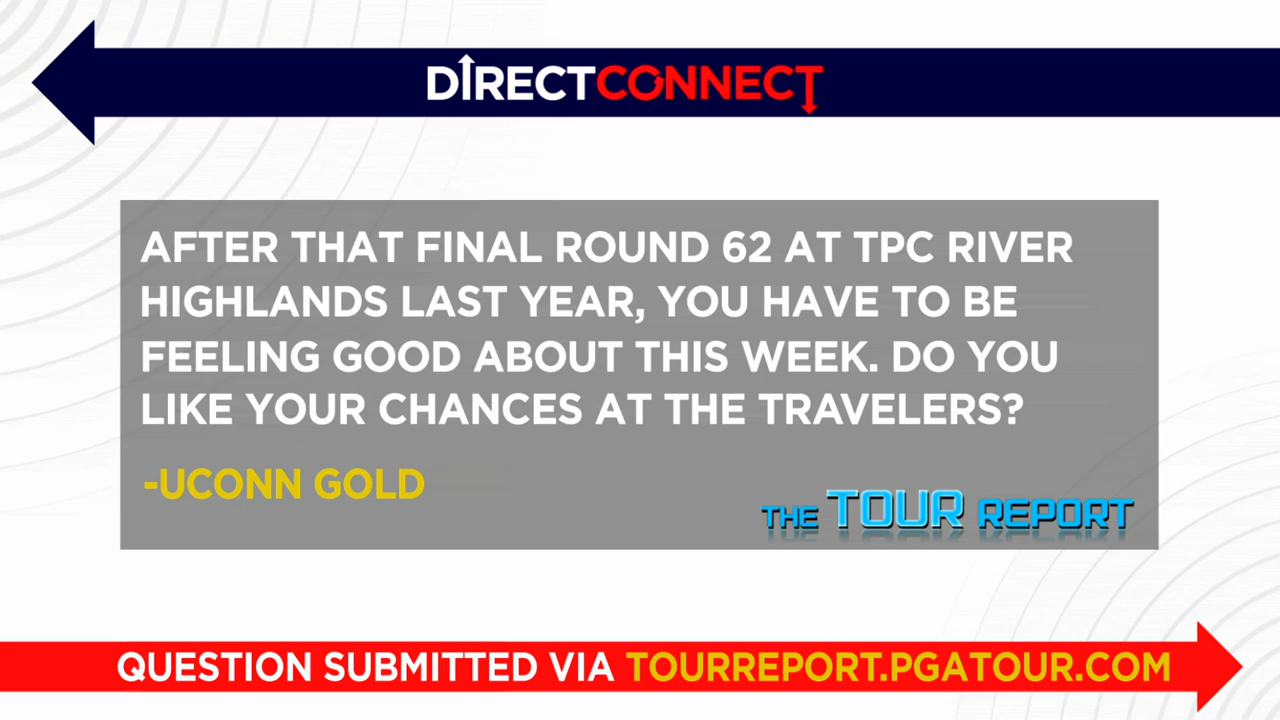 DIRECTCONNECT
AFTER THAT FINAL ROUND 62 AT TPC RIVER
HIGHLANDS LAST YEAR, YOU HAVE TO BE
FEELING GOOD ABOUT THIS WEEK. DO YOU
LIKE YOUR CHANCES AT THE TRAVELERS?
-UCONN GOLD
THE TOUR REPORT
QUESTION SUBMITTED VIA TOURREPORT.PGATOUR.COM